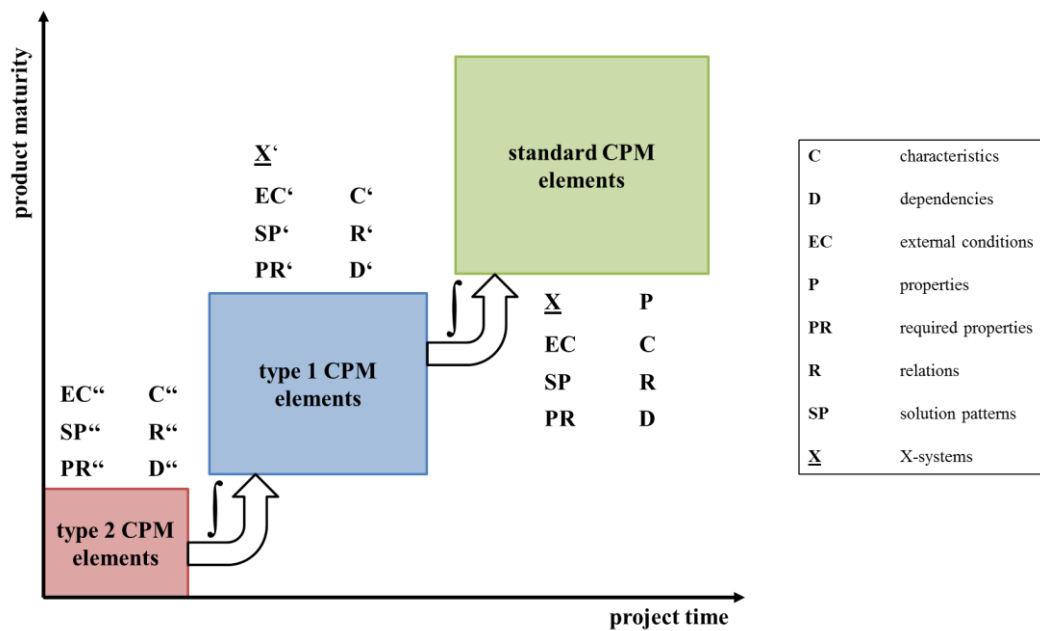 product maturity
standard CPM
elements
X‘
EC‘ C‘
SP‘ R‘
PR‘ D‘
∫
X P
EC C
SP R
PR D
type 1 CPM
elements
EC“ C“
SP“ R“
PR“ D“
∫
type 2 CPM
elements
project time
C characteristics
D dependencies
EC external conditions
P properties
PR required properties
R relations
SP solution patterns
X X-systems